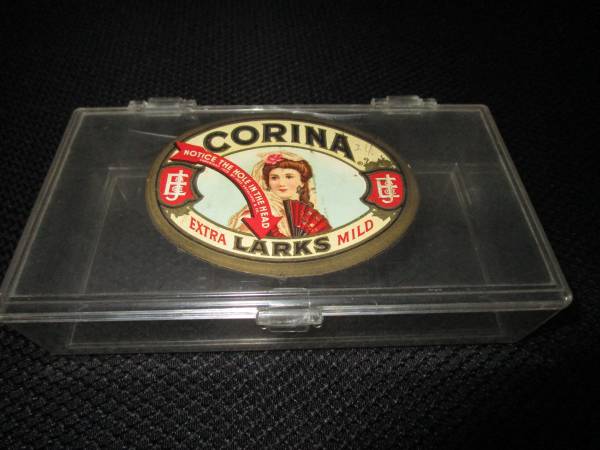 CORINA
NOTICE THE HOLE IN THE HEAD
EXTRA LARKS MILD